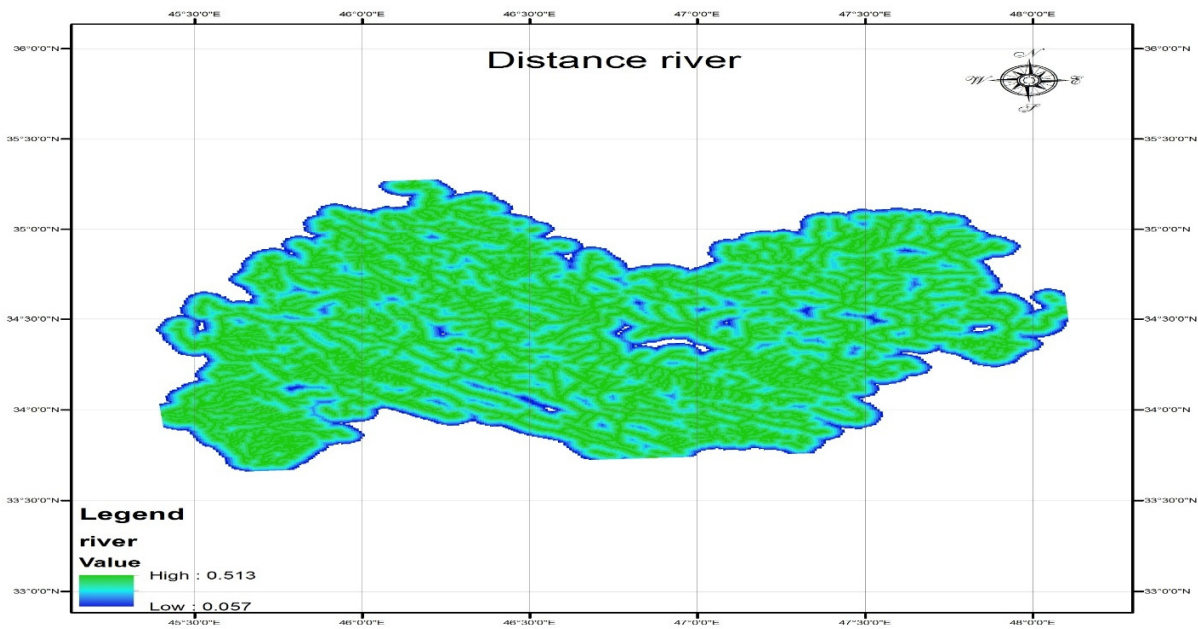 45°30'0"E 46°0'0"E 46°30'0"E 47°0'0"E 47°30'0"E 48°0'0"E
Distance river
N
W E
S
36°0'0"N 36°0'0"N
35°30'0"N 35°30'0"N
35°0'0"N 35°0'0"N
34°30'0"N 34°30'0"N
34°0'0"N 34°0'0"N
33°30'0"N 33°30'0"N
33°0'0"N 33°0'0"N
Legend
river
Value
High : 0.513
Low : 0.057
45°30'0"E 46°0'0"E 46°30'0"E 47°0'0"E 47°30'0"E 48°0'0"E